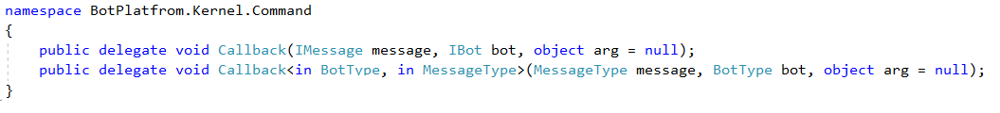 namespace BotPlatfrom.Kernel.Command
{
    public delegate void Callback(IMessage message, IBot bot, object arg = null);
    public delegate void Callback<in BotType, in MessageType>(MessageType message, BotType bot, object arg = null);
}